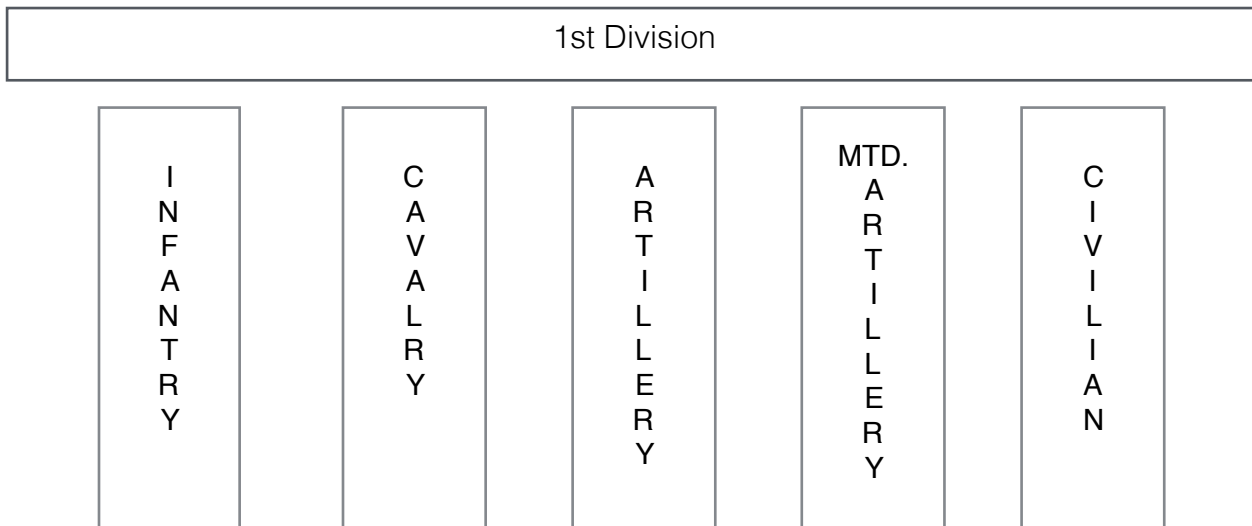 1st Division
INFANTRY
CAVALRY
ARTILLERY
MTD.
ARTILLERY
CIVILIAN